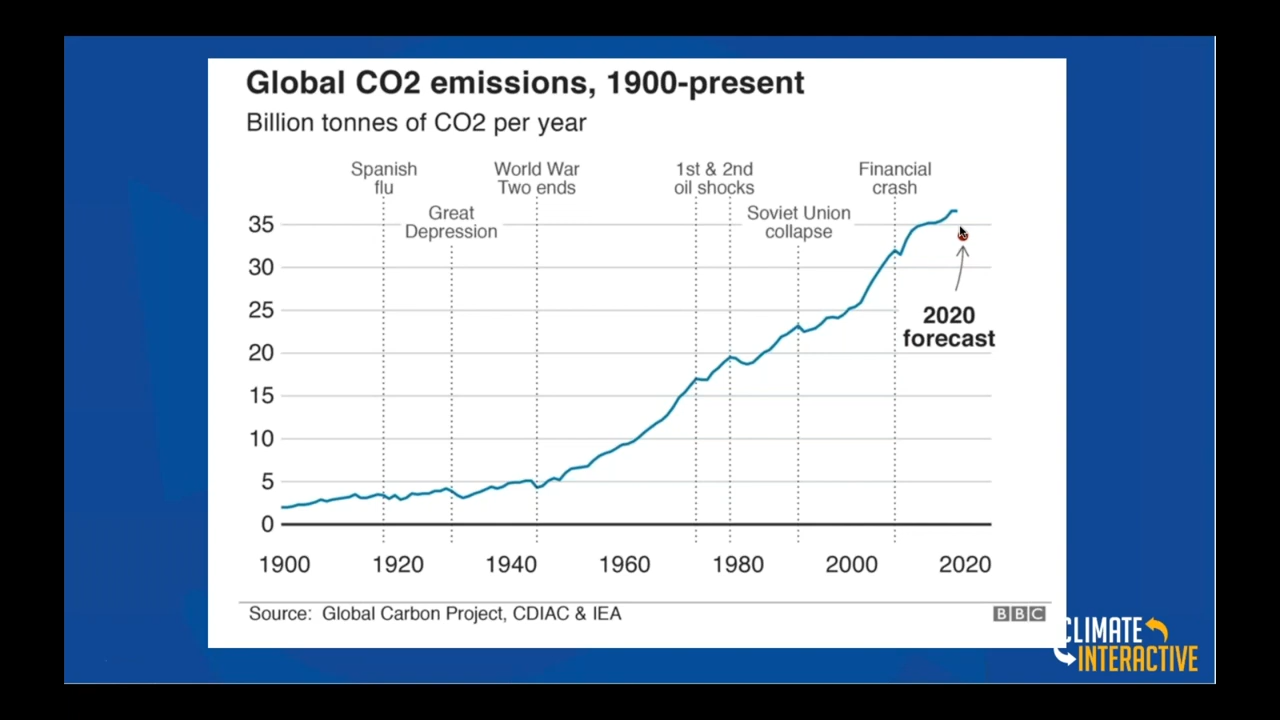 Global CO2 emissions, 1900-present
Billion tonnes of CO2 per year
Spanish
flu
World War
Two ends
1st & 2nd
oil shocks
Financial
crash
Great
Depression
Soviet Union
collapse
35
30
25
20
15
10
5
0
2020
forecast
1900
1920
1940
1960
1980
2000
2020
Source: Global Carbon Project, CDIAC & IEA
BBC
CLIMATE
INTERACTIVE